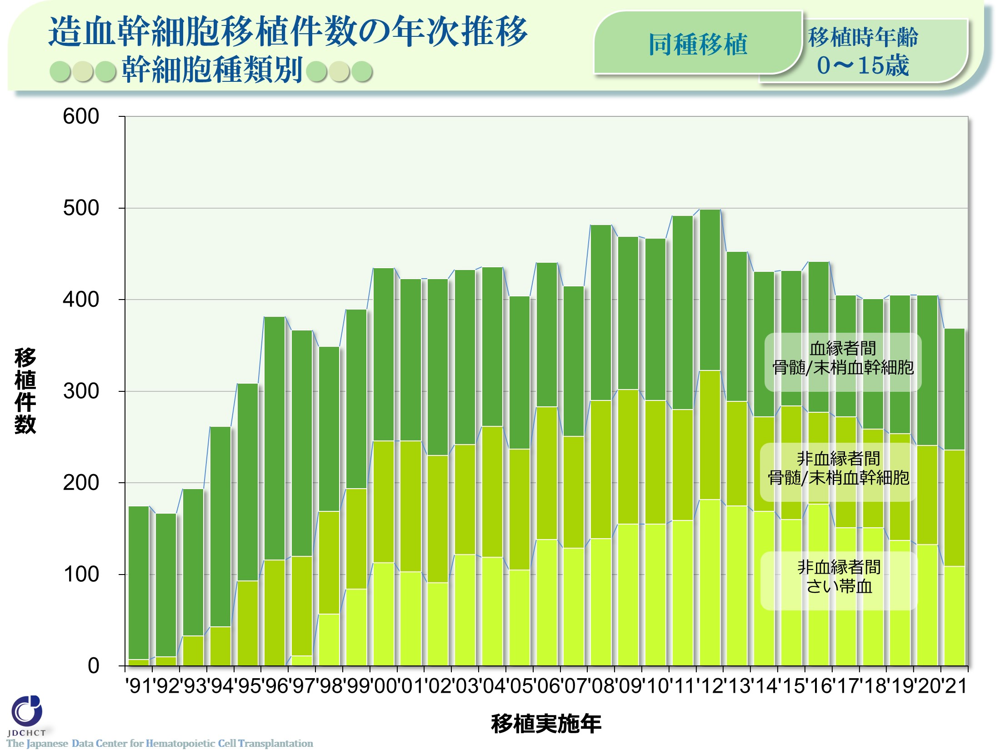 造血幹細胞移植件数の年次推移
幹細胞種類別
同種移植
移植時年齢
0～15歳
600
500
400
300
200
100
0
移植件数
血縁者間
骨髄/末梢血幹細胞
非血縁者間
骨髄/末梢血幹細胞
非血縁者間
さい帯血
'91 '92 '93 '94 '95 '96 '97 '98 '99 '00 '01 '02 '03 '04 '05 '06 '07 '08 '09 '10 '11 '12 '13 '14 '15 '16 '17 '18 '19 '20 '21
移植実施年
JDCHCT
The Japanese Data Center for Hematopoietic Cell Transplantation